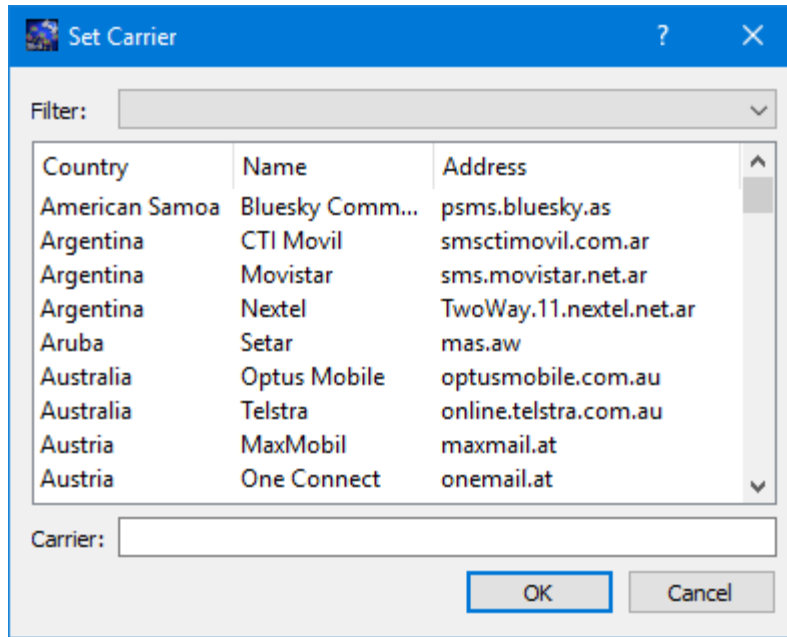 Set Carrier
Filter:
Country Name Address
American Samoa Bluesky Comm... psms.bluesky.as
Argentina CTI Movil smsctimovil.com.ar
Argentina Movistar sms.movistar.net.ar
Argentina Nextel TwoWay.11.nextel.net.ar
Aruba Setar mas.aw
Australia Optus Mobile optusmobile.com.au
Australia Telstra online.telstra.com.au
Austria MaxMobil maxmail.at
Austria One Connect onemail.at
Carrier:
OK Cancel